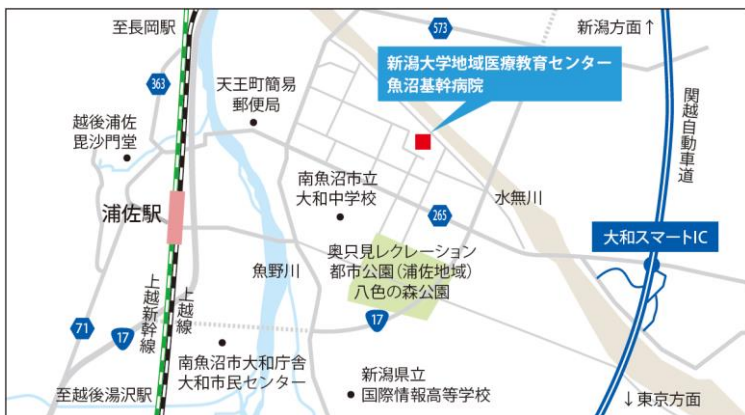 至長岡駅
573
新潟方面↑
新潟大学地域医療教育センター
魚沼基幹病院
363
天王町簡易
郵便局
関越自動車道
越後浦佐
毘沙門堂
南魚沼市立
大和中学校
水無川
265
浦佐駅
大和スマートIC
奥只見レクレーション
都市公園(浦佐地域)
八色の森公園
魚野川
上越新幹線
上越線
17
71
17
南魚沼市大和庁舎
大和市民センター
新潟県立
国際情報高等学校
至越後湯沢駅
↓東京方面